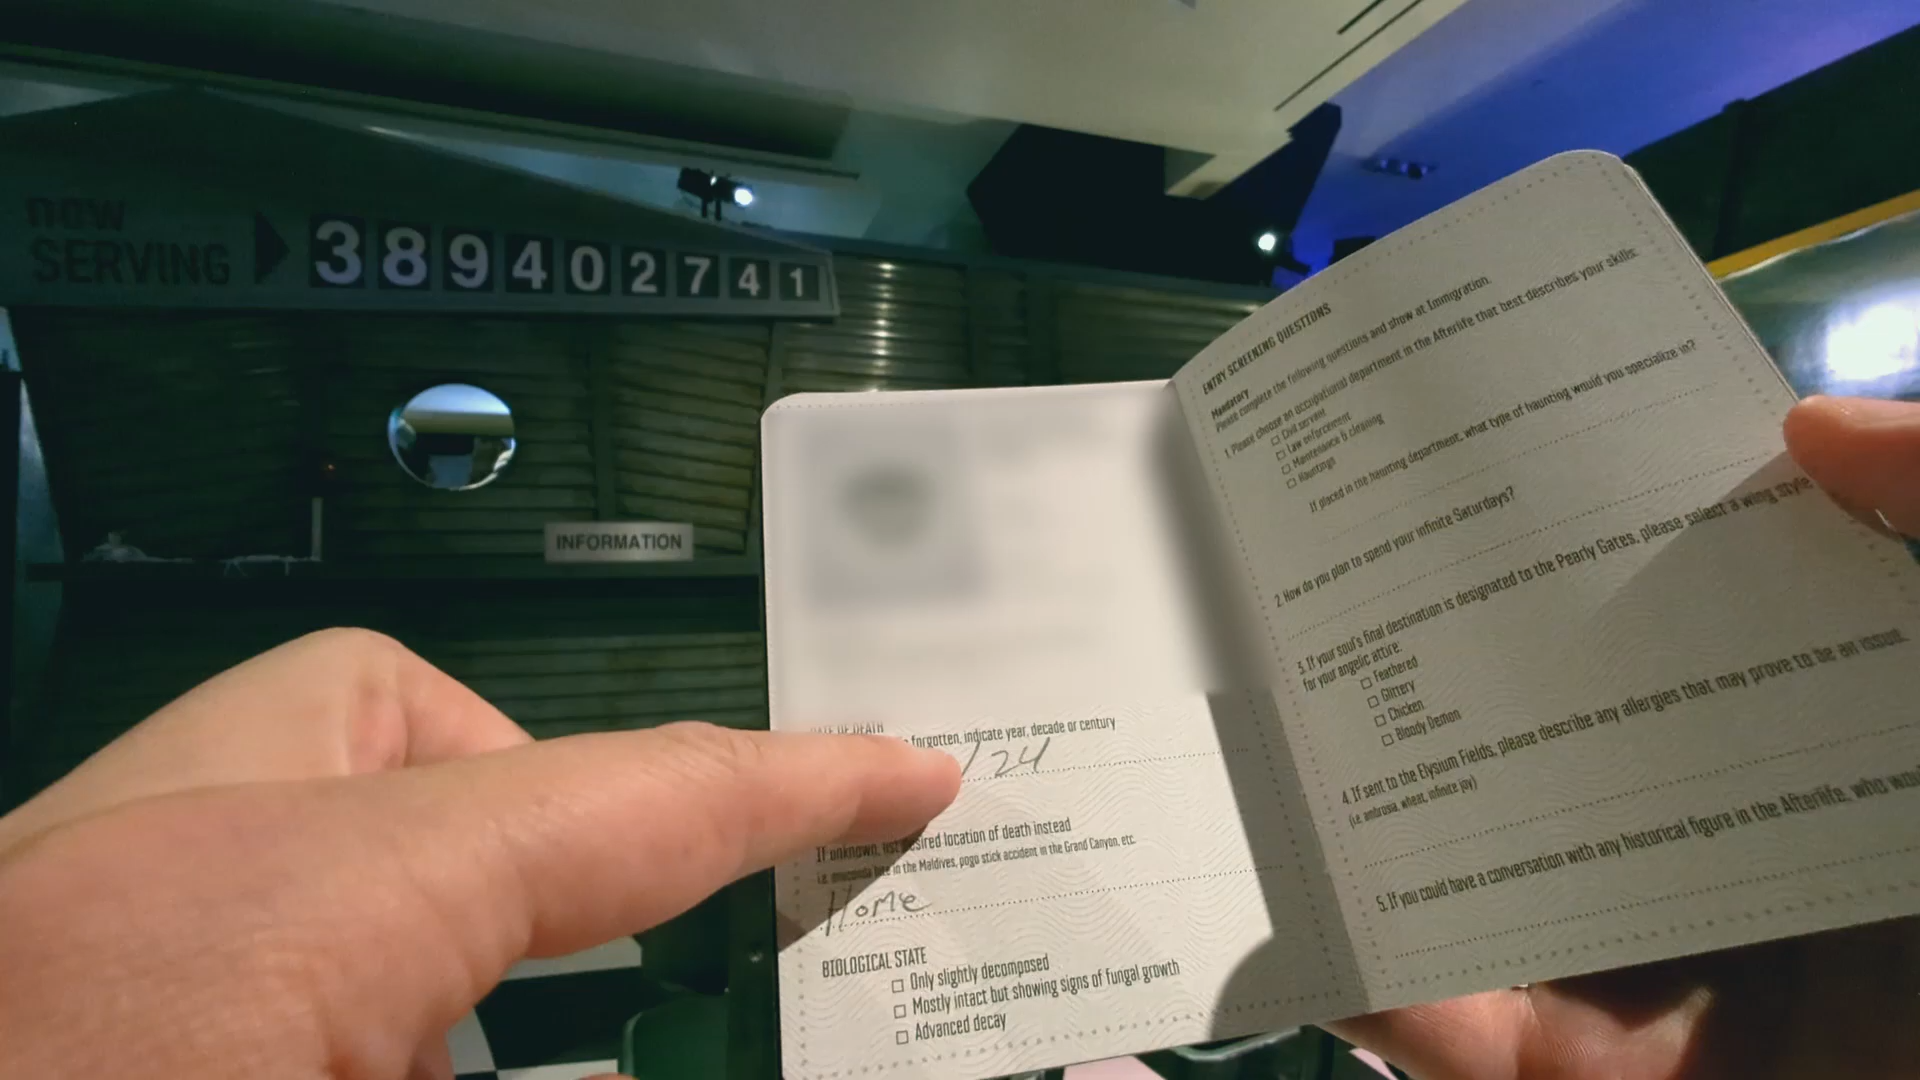 now
SERVING
389402741
INFORMATION
DATE OF DEATH
forgotten, indicate year, decade or century
/24
If unknown, list desired location of death instead
i.e. anaconda bite in the Maldives, pogo stick accident in the Grand Canyon, etc.
Home
BIOLOGICAL STATE
Only slightly decomposed
Mostly intact but showing signs of fungal growth
Advanced decay
ENTRY SCREENING QUESTIONS
Mandatory
Please complete the following questions and show at Immigration.
1. Please choose an occupational department in the Afterlife that best describes your skills:
Civil servant
Law enforcement
Maintenance & cleaning
Hauntings
If placed in the haunting department, what type of haunting would you specialize in?
2. How do you plan to spend your infinite Saturdays?
3. If your soul's final destination is designated to the Pearly Gates, please select a wing style
for your angelic attire:
Feathered
Glittery
Chicken
Bloody Demon
4. If sent to the Elysium Fields, please describe any allergies that may prove to be an issue.
(i.e. ambrosia, wheat, infinite joy)
5. If you could have a conversation with any historical figure in the Afterlife, who